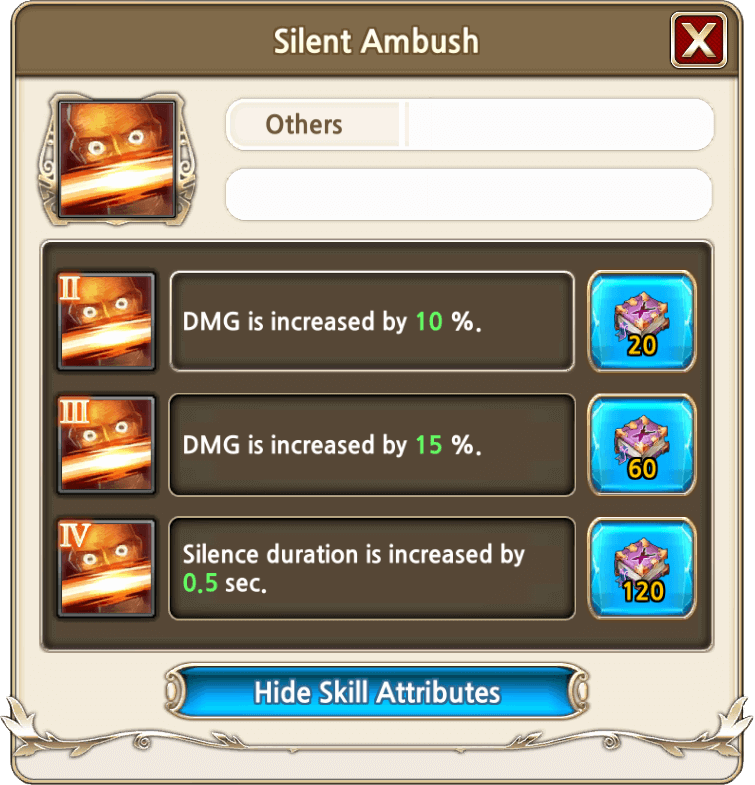 Silent Ambush
X
Others
II
DMG is increased by 10 %.
20
III
DMG is increased by 15 %.
60
IV
Silence duration is increased by
0.5 sec.
120
Hide Skill Attributes